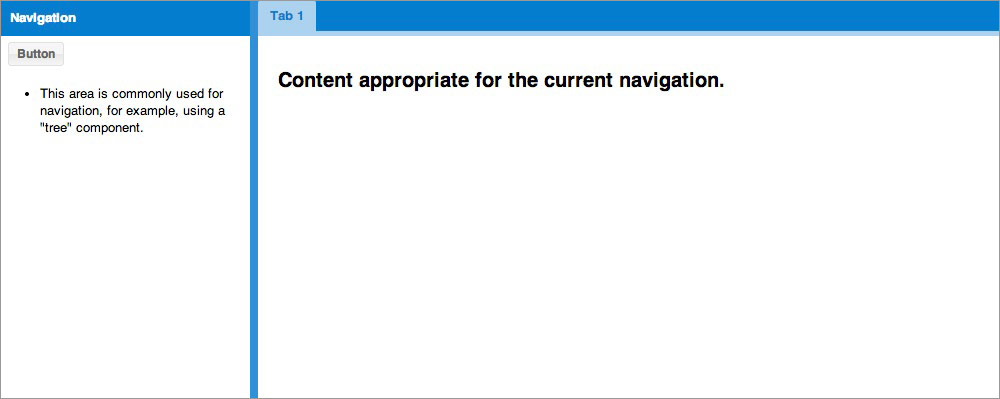 Navigation
Tab 1
Button
Content appropriate for the current navigation.
• This area is commonly used for
navigation, for example, using a
"tree" component.